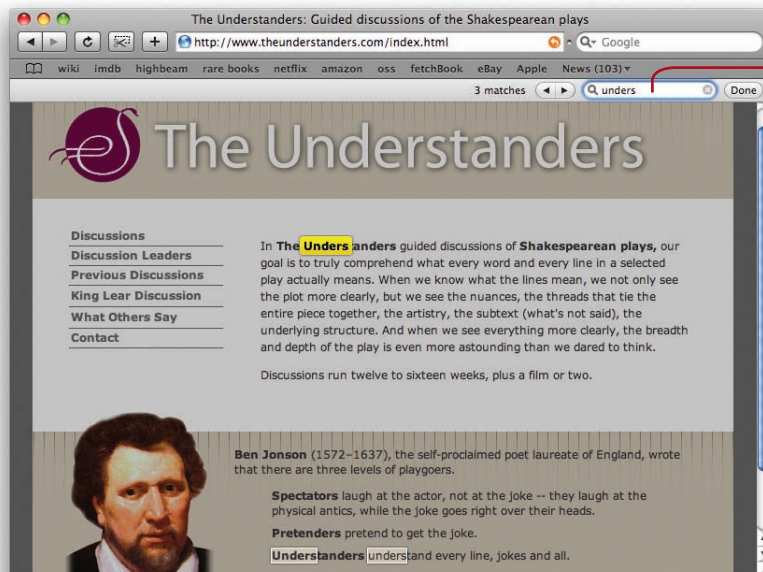 The Understanders: Guided discussions of the Shakespearean plays
http://www.theunderstanders.com/index.html
Google
wiki imdb highbeam rare books netflix amazon oss fetchBook eBay Apple News (103)
3 matches unders Done
The Understanders
Discussions
Discussion Leaders
Previous Discussions
King Lear Discussion
What Others Say
Contact
In The Understanders guided discussions of Shakespearean plays, our
goal is to truly comprehend what every word and every line in a selected
play actually means. When we know what the lines mean, we not only see
the plot more clearly, but we see the nuances, the threads that tie the
entire piece together, the artistry, the subtext (what's not said), the
underlying structure. And when we see everything more clearly, the breadth
and depth of the play is even more astounding than we dared to think.
Discussions run twelve to sixteen weeks, plus a film or two.
Ben Jonson (1572–1637), the self-proclaimed poet laureate of England, wrote
that there are three levels of playgoers.
Spectators laugh at the actor, not at the joke -- they laugh at the
physical antics, while the joke goes right over their heads.
Pretenders pretend to get the joke.
Understanders understand every line, jokes and all.